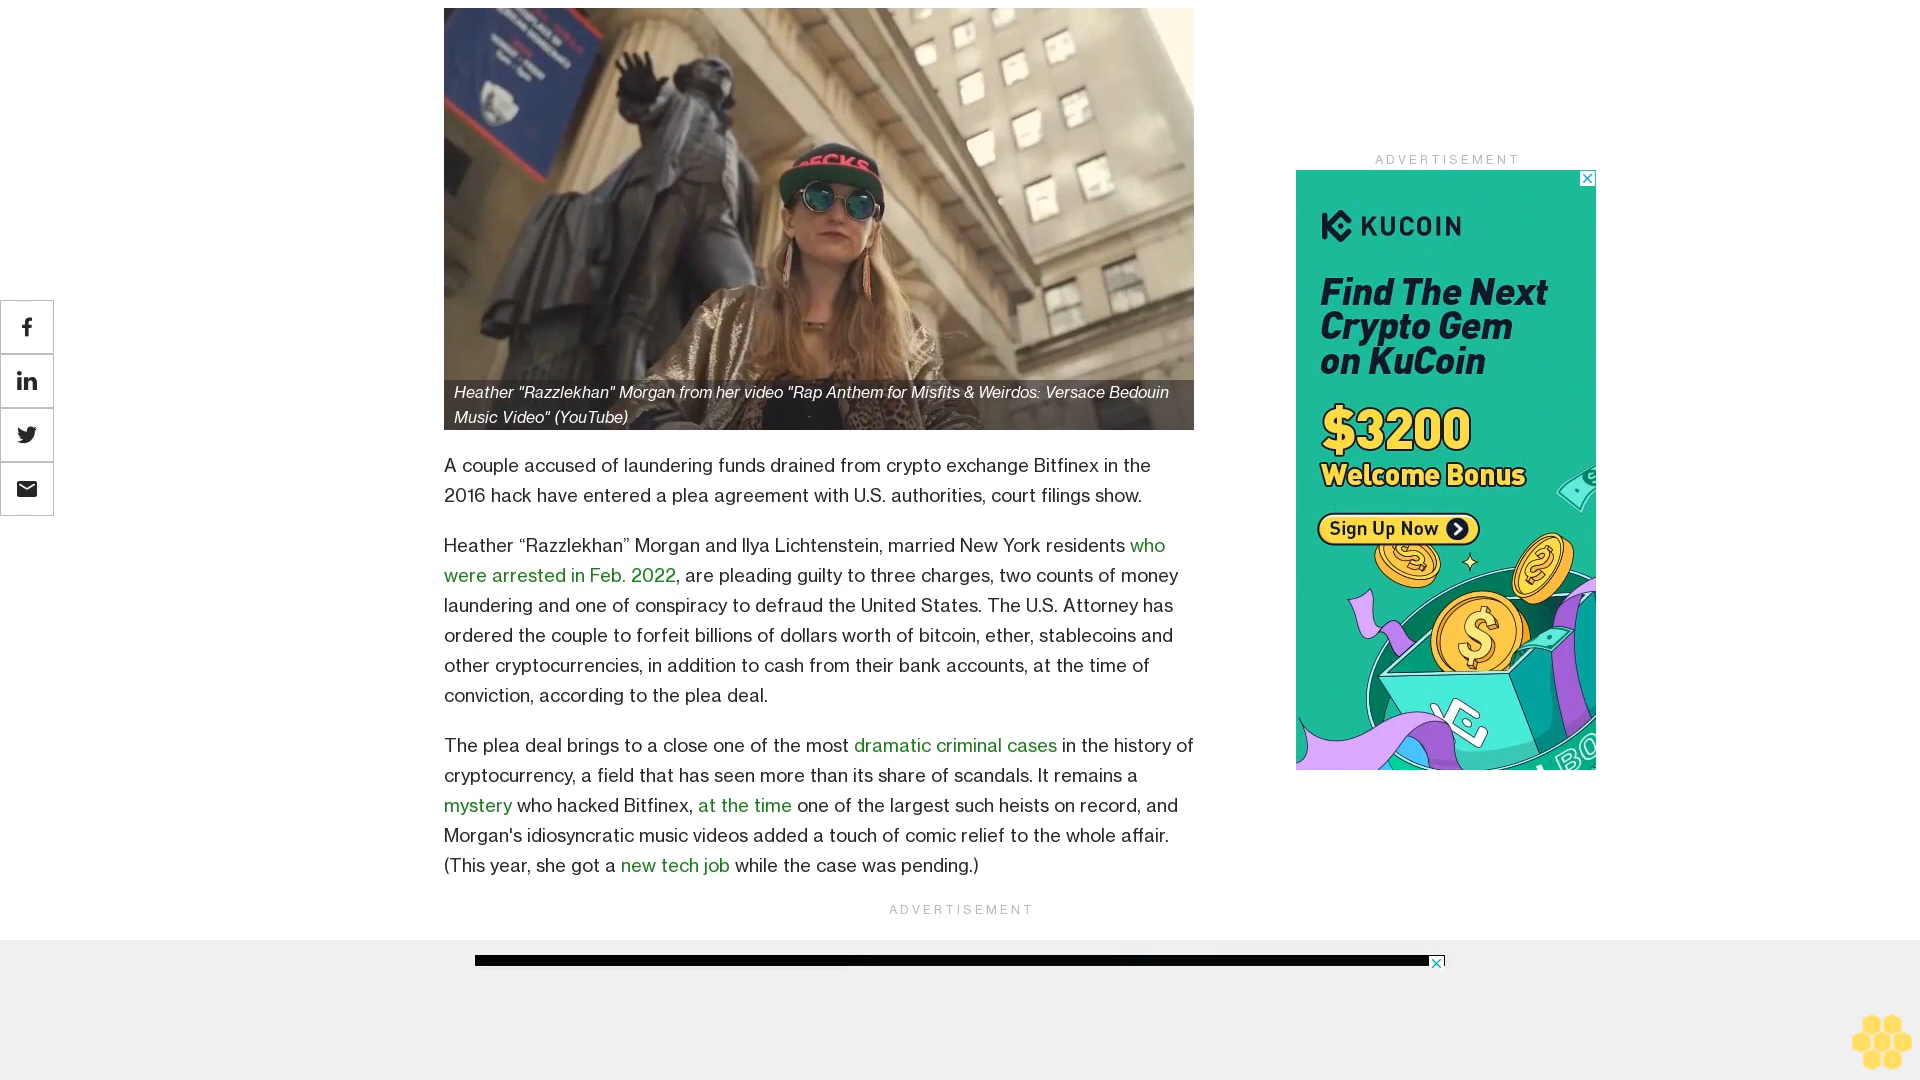 Heather "Razzlekhan" Morgan from her video "Rap Anthem for Misfits & Weirdos: Versace Bedouin
Music Video" (YouTube)
A couple accused of laundering funds drained from crypto exchange Bitfinex in the
2016 hack have entered a plea agreement with U.S. authorities, court filings show.
Heather “Razzlekhan” Morgan and Ilya Lichtenstein, married New York residents who
were arrested in Feb. 2022, are pleading guilty to three charges, two counts of money
laundering and one of conspiracy to defraud the United States. The U.S. Attorney has
ordered the couple to forfeit billions of dollars worth of bitcoin, ether, stablecoins and
other cryptocurrencies, in addition to cash from their bank accounts, at the time of
conviction, according to the plea deal.
The plea deal brings to a close one of the most dramatic criminal cases in the history of
cryptocurrency, a field that has seen more than its share of scandals. It remains a
mystery who hacked Bitfinex, at the time one of the largest such heists on record, and
Morgan's idiosyncratic music videos added a touch of comic relief to the whole affair.
(This year, she got a new tech job while the case was pending.)
ADVERTISEMENT
ADVERTISEMENT
KUCOIN
Find The Next
Crypto Gem
on KuCoin
$3200
Welcome Bonus
Sign Up Now